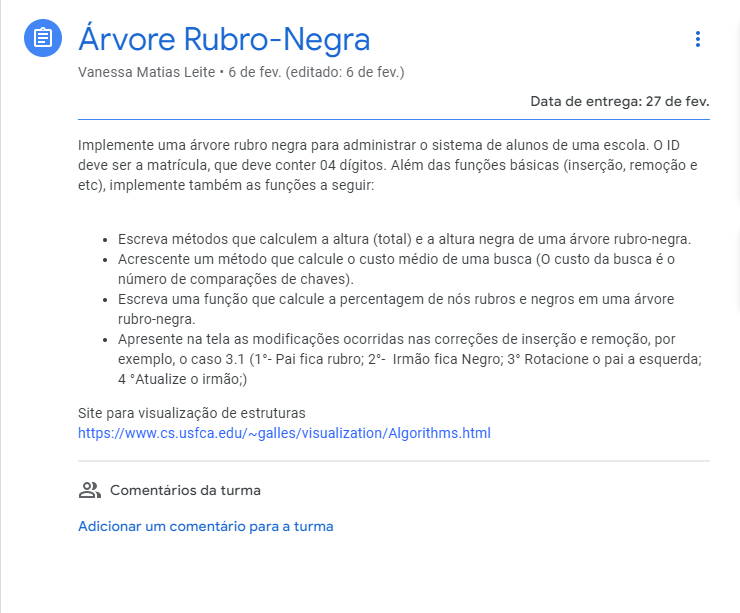 Árvore Rubro-Negra
Vanessa Matias Leite • 6 de fev. (editado: 6 de fev.)
Data de entrega: 27 de fev.
Implemente uma árvore rubro negra para administrar o sistema de alunos de uma escola. O ID
deve ser a matrícula, que deve conter 04 dígitos. Além das funções básicas (inserção, remoção e
etc), implemente também as funções a seguir:
• Escreva métodos que calculem a altura (total) e a altura negra de uma árvore rubro-negra.
• Acrescente um método que calcule o custo médio de uma busca (O custo da busca é o
número de comparações de chaves).
• Escreva uma função que calcule a percentagem de nós rubros e negros em uma árvore
rubro-negra.
• Apresente na tela as modificações ocorridas nas correções de inserção e remoção, por
exemplo, o caso 3.1 (1°- Pai fica rubro; 2°-  Irmão fica Negro; 3° Rotacione o pai a esquerda;
4 °Atualize o irmão;)
Site para visualização de estruturas
https://www.cs.usfca.edu/~galles/visualization/Algorithms.html
Comentários da turma
Adicionar um comentário para a turma